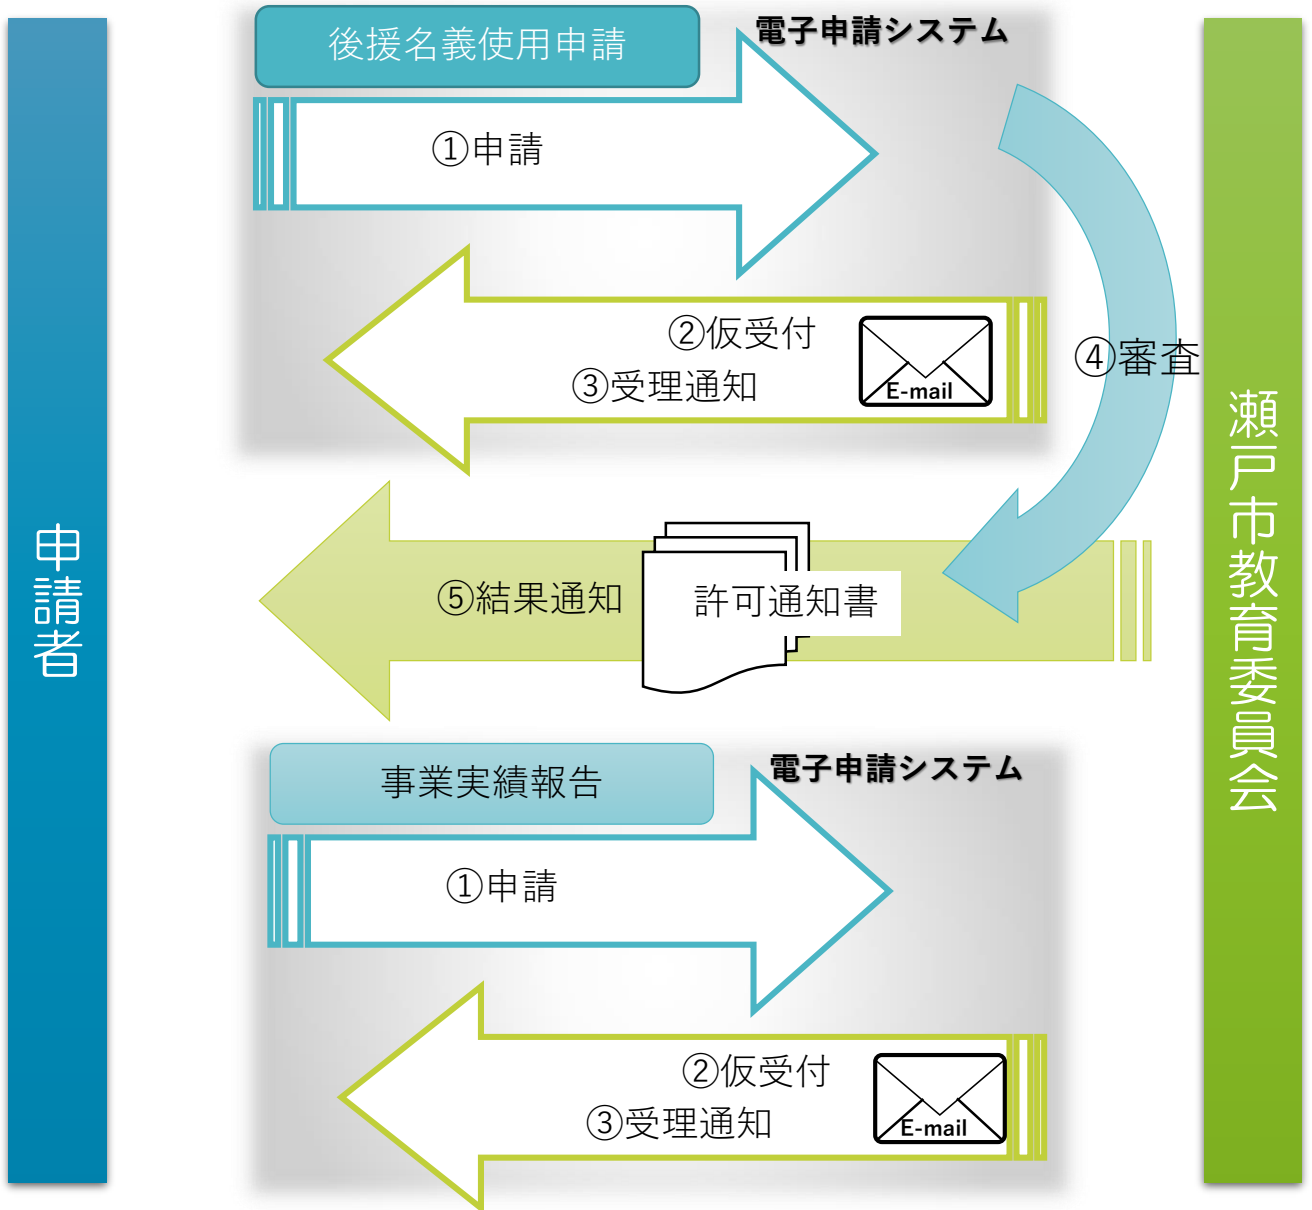 申請者
後援名義使用申請
電子申請システム
①申請
②仮受付
③受理通知
E-mail
④審査
⑤結果通知
許可通知書
事業実績報告
電子申請システム
①申請
②仮受付
③受理通知
E-mail
瀬戸市教育委員会